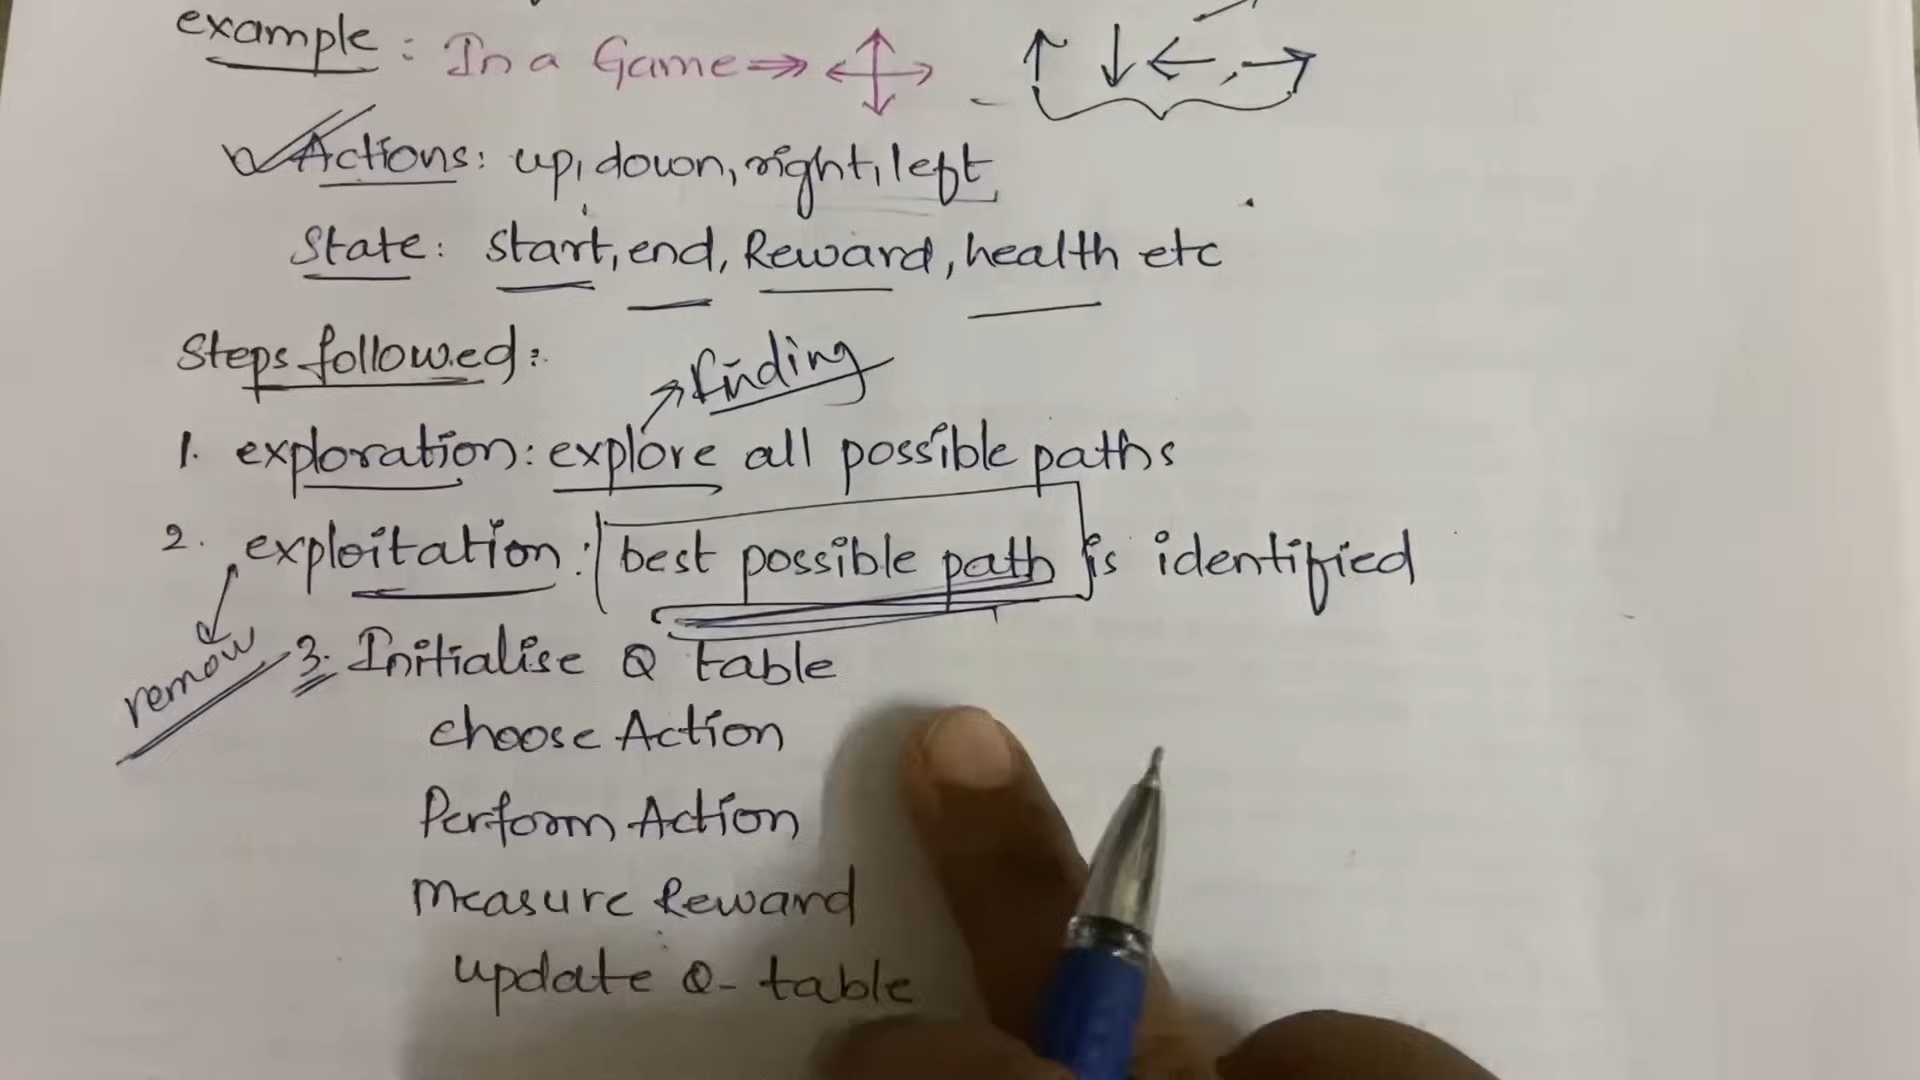 example : In a Game ⇒
↑ ↓ ← , →
Actions: up, down, right, left
State: start, end, Reward, health etc
Steps followed:
finding
1. exploration: explore all possible paths
2. exploitation: best possible path is identified
3. Initialise Q table
choose Action
Perform Action
Measure Reward
update Q-table